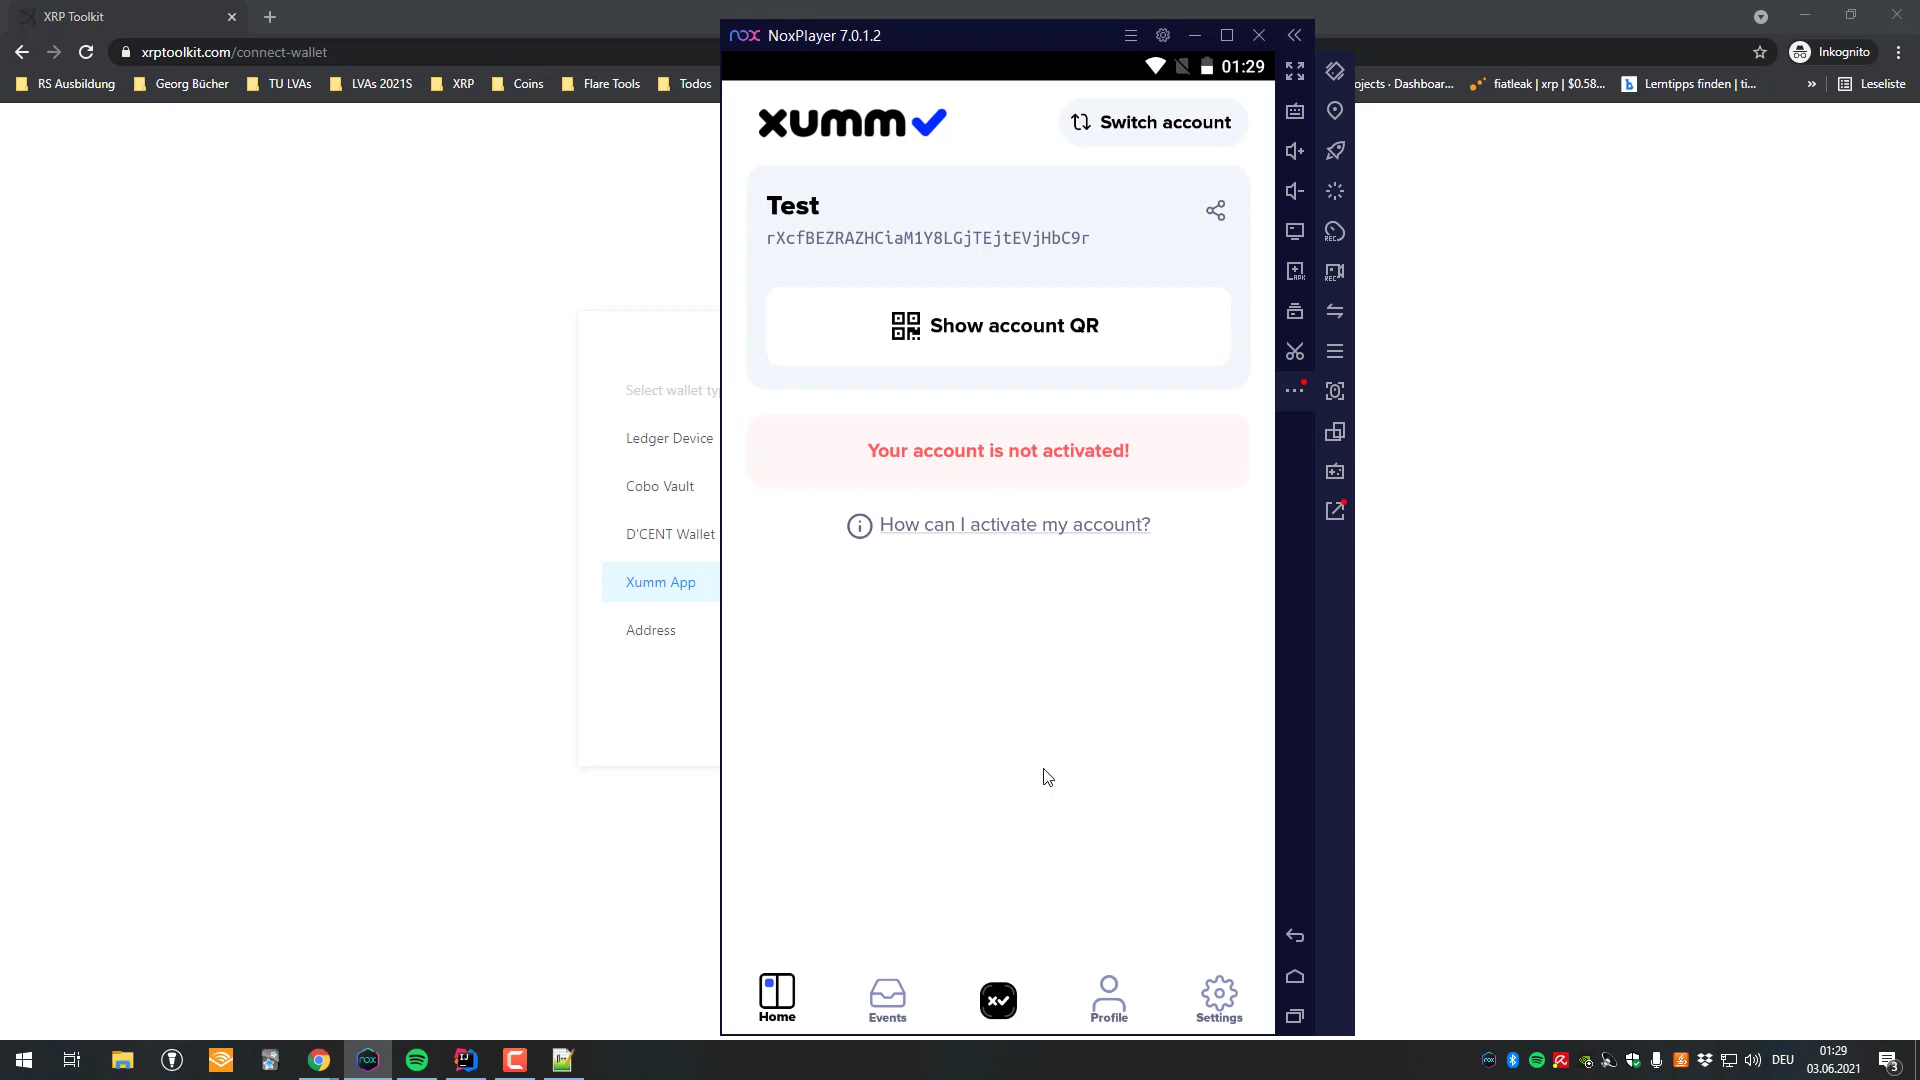 XRP Toolkit
xrptoolkit.com/connect-wallet
Inkognito
RS Ausbildung
Georg Bücher
TU LVAs
LVAs 2021S
XRP
Coins
Flare Tools
Todos
ojects · Dashboar...
fiatleak | xrp | $0.58...
Lerntipps finden | ti...
»
Leseliste
nox NoxPlayer 7.0.1.2
01:29
xumm
Switch account
Test
rXcfBEZRAZHCiaM1Y8LGjTEjtEVjHbC9r
Show account QR
Your account is not activated!
How can I activate my account?
Select wallet ty
Ledger Device
Cobo Vault
D'CENT Wallet
Xumm App
Address
Home
Events
Profile
Settings
DEU
01:29
03.06.2021
3